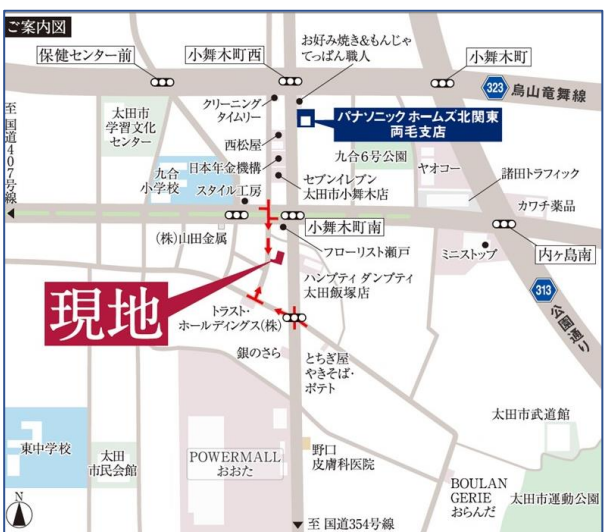 ご案内図
保健センター前
小舞木町西
お好み焼き&もんじゃ
てっぱん職人
小舞木町
323
烏山竜舞線
至 国道407号線
太田市
学習文化
センター
クリーニング
タイムリー
パナソニック ホームズ北関東
両毛支店
西松屋
九合
小学校
日本年金機構
スタイル工房
セブンイレブン
太田市小舞木店
九合6号公園
ヤオコー
諸田トラフィック
カワチ薬品
(株)山田金属
小舞木町南
フローリスト瀬戸
ミニストップ
内ヶ島南
現地
ハンプティ ダンプティ
太田飯塚店
313
公園通り
トラスト・
ホールディングス(株)
銀のさら
とちぎ屋
やきそば・
ポテト
太田市武道館
東中学校
太田
市民会館
POWERMALL
おおた
野口
皮膚科医院
BOULAN
GERIE
おらんだ
太田市運動公園
N
至 国道354号線